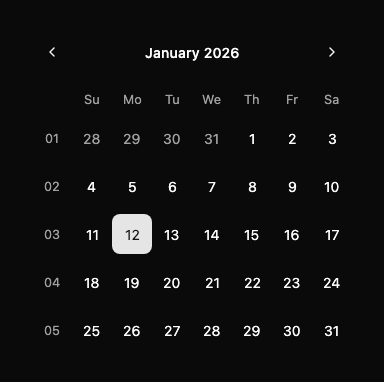 January 2026
Su Mo Tu We Th Fr Sa
01 28 29 30 31 1 2 3
02 4 5 6 7 8 9 10
03 11 12 13 14 15 16 17
04 18 19 20 21 22 23 24
05 25 26 27 28 29 30 31